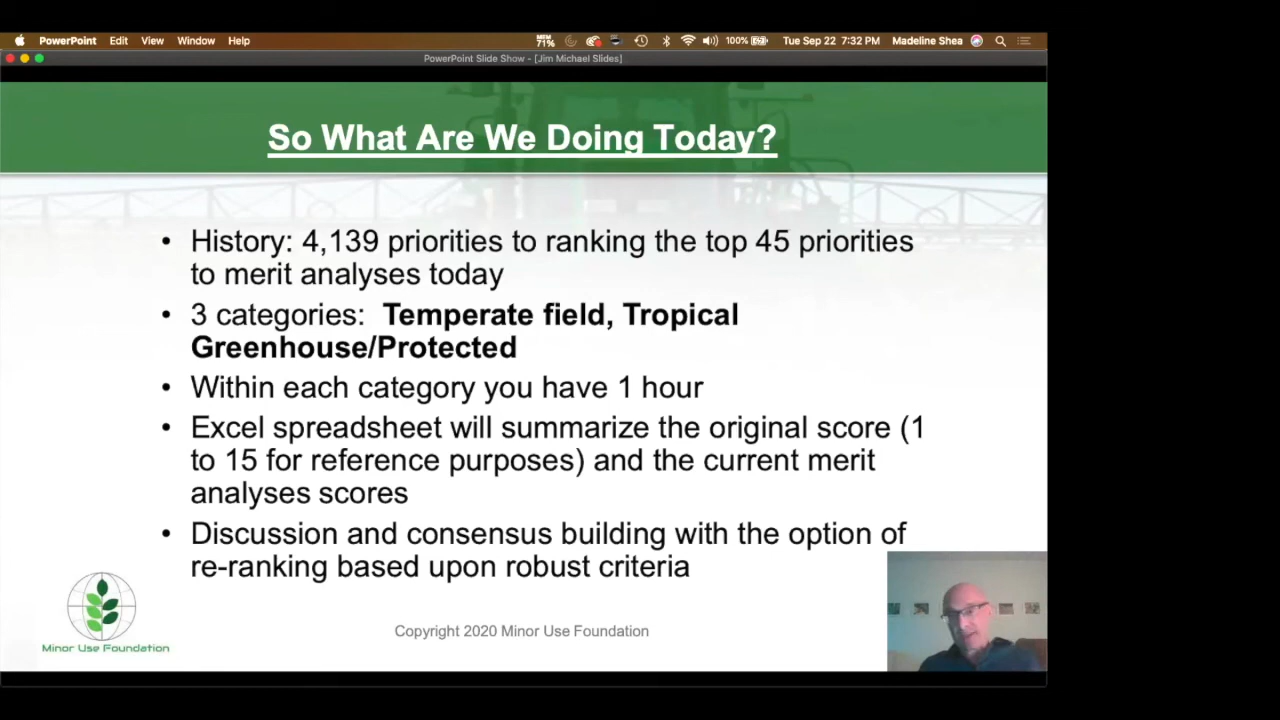 PowerPoint Edit View Window Help MEM 71% 100% Tue Sep 22 7:32 PM Madeline Shea
PowerPoint Slide Show - [Jim Michael Slides]
So What Are We Doing Today?
• History: 4,139 priorities to ranking the top 45 priorities
to merit analyses today
• 3 categories: Temperate field, Tropical
Greenhouse/Protected
• Within each category you have 1 hour
• Excel spreadsheet will summarize the original score (1
to 15 for reference purposes) and the current merit
analyses scores
• Discussion and consensus building with the option of
re-ranking based upon robust criteria
Copyright 2020 Minor Use Foundation
Minor Use Foundation